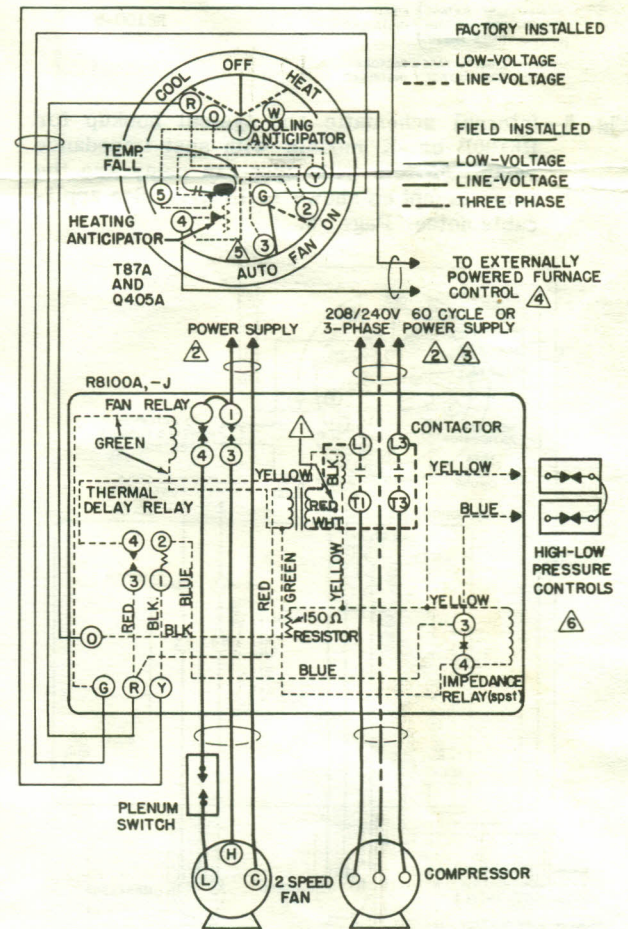 FACTORY INSTALLED
LOW-VOLTAGE
LINE-VOLTAGE
FIELD INSTALLED
LOW-VOLTAGE
LINE-VOLTAGE
THREE PHASE
COOL
OFF
HEAT
R
O
W
COOLING
ANTICIPATOR
TEMP.
FALL
Y
5
G
2
4
3
HEATING
ANTICIPATOR
5
AUTO FAN ON
T87A
AND
Q405A
TO EXTERNALLY
POWERED FURNACE
CONTROL 4
POWER SUPPLY
2
208/240V 60 CYCLE OR
3-PHASE POWER SUPPLY
2 3
R8100A,-J
FAN RELAY
1
GREEN
4 3
1
L1 L3
CONTACTOR
BLK
YELLOW
YELLOW
THERMAL
DELAY RELAY
RED
WHT
T1 T3
BLUE
HIGH-LOW
PRESSURE
CONTROLS
6
4 2
3 1
BLUE
RED
GREEN
YELLOW
RED
BLK
YELLOW
O
BLK
150Ω
RESISTOR
3
BLUE
4
IMPEDANCE
RELAY(spst)
G R Y
PLENUM
SWITCH
H
L C
2 SPEED
FAN
COMPRESSOR